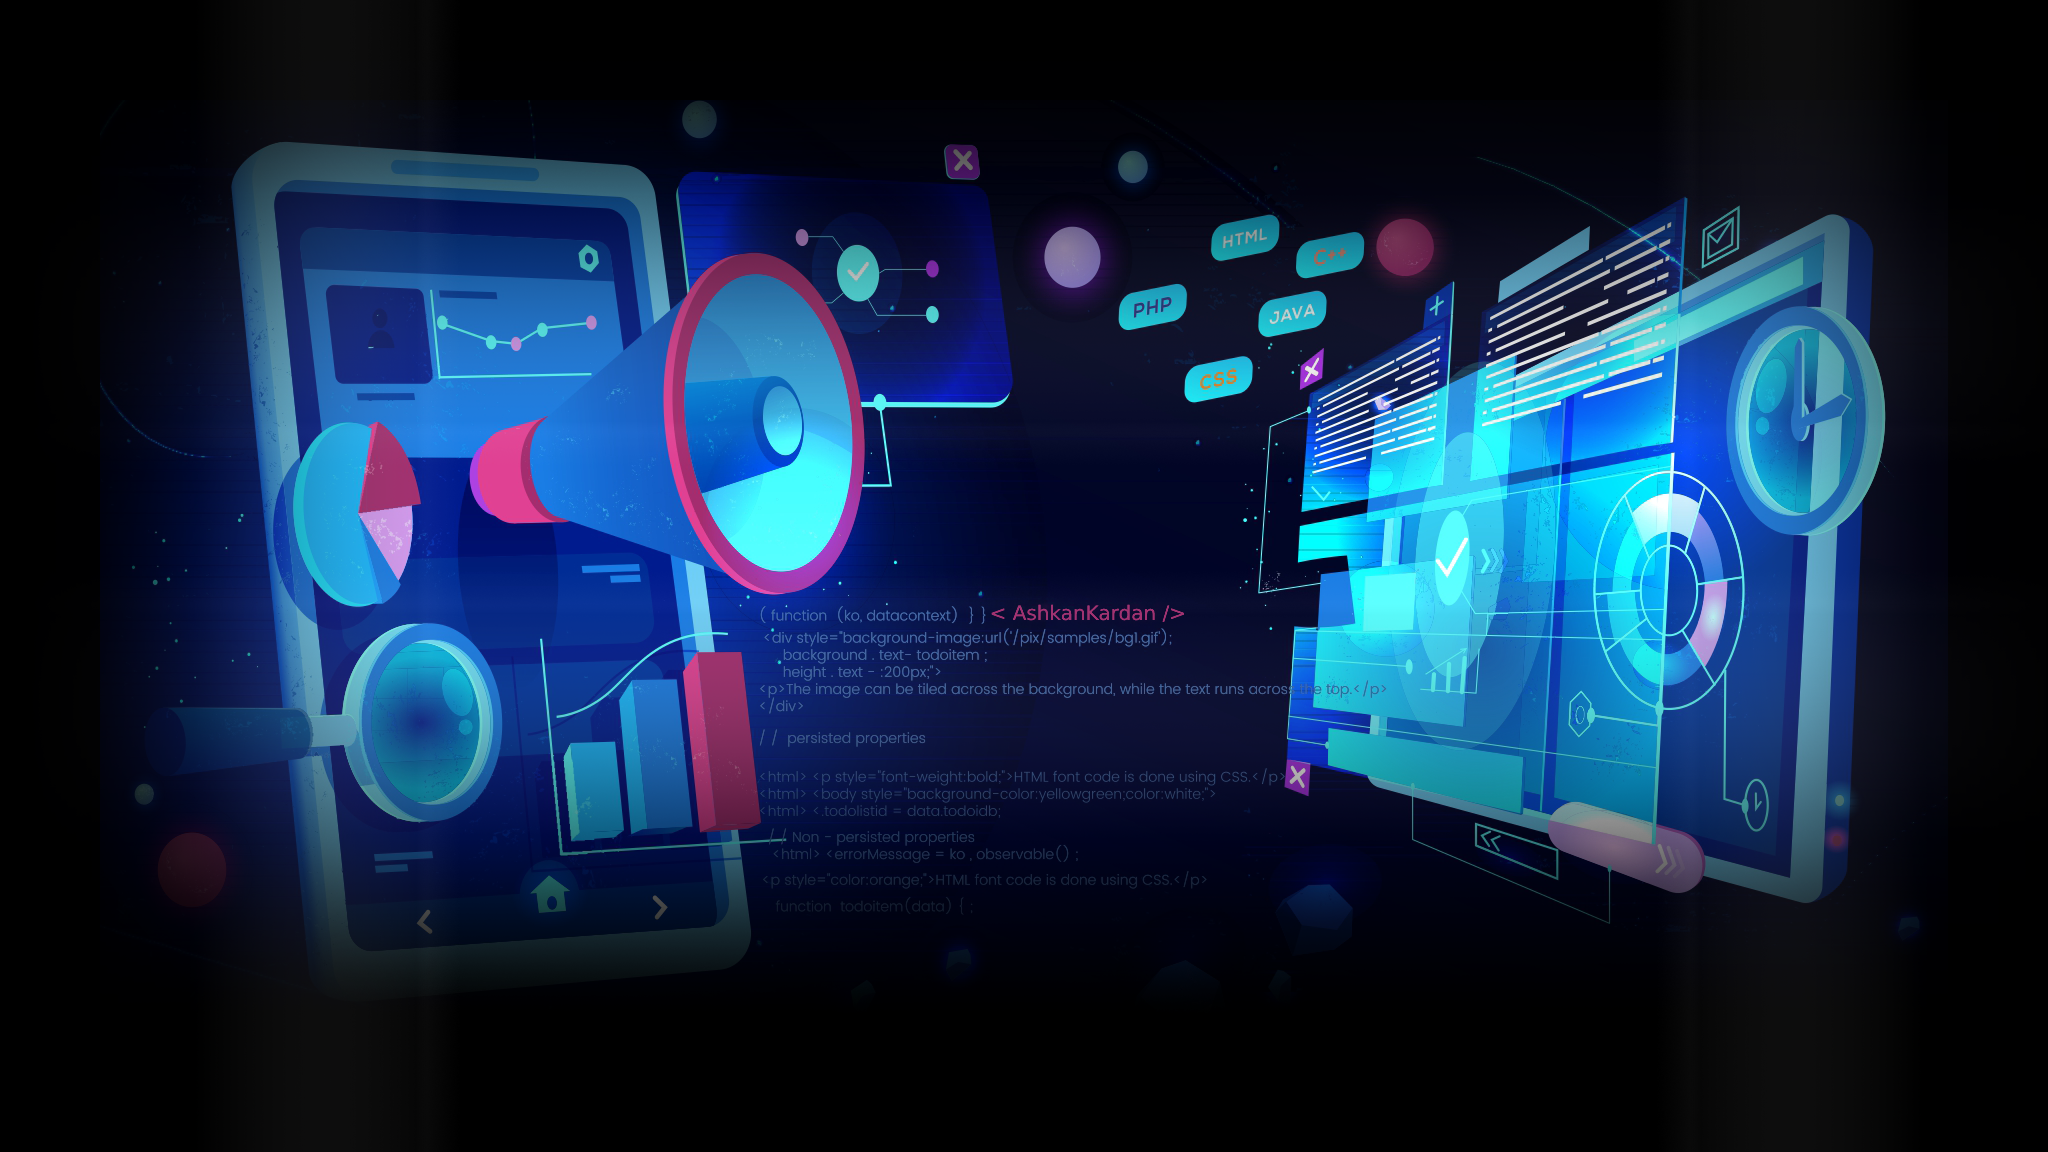 HTML
C++
PHP
JAVA
CSS
( function (ko, datacontext) } } < AshkanKardan />
<div style="background-image:url('/pix/samples/bg1.gif');
background . text- todoitem ;
height . text - :200px;">
<p>The image can be tiled across the background, while the text runs across the top.</p>
</div>
// persisted properties
<html> <p style="font-weight:bold;">HTML font code is done using CSS.</p>
<html> <body style="background-color:yellowgreen;color:white;">
<html> <.todolistid = data.todoidb;
// Non - persisted properties
<html> <errorMessage = ko , observable() ;
<p style="color:orange;">HTML font code is done using CSS.</p>
function todoitem(data) { ;